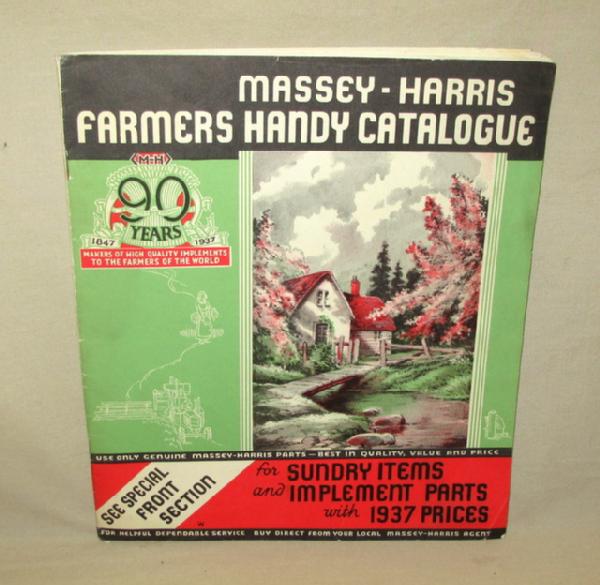 MASSEY-HARRIS
FARMERS HANDY CATALOGUE
M-H
90
YEARS
1847 1937
MAKERS OF HIGH QUALITY IMPLEMENTS
TO THE FARMERS OF THE WORLD
USE ONLY GENUINE MASSEY-HARRIS PARTS — BEST IN QUALITY, VALUE AND PRICE
SEE SPECIAL
FRONT
SECTION
for SUNDRY ITEMS
and IMPLEMENT PARTS
with 1937 PRICES
W
FOR HELPFUL DEPENDABLE SERVICE BUY DIRECT FROM YOUR LOCAL MASSEY-HARRIS AGENT